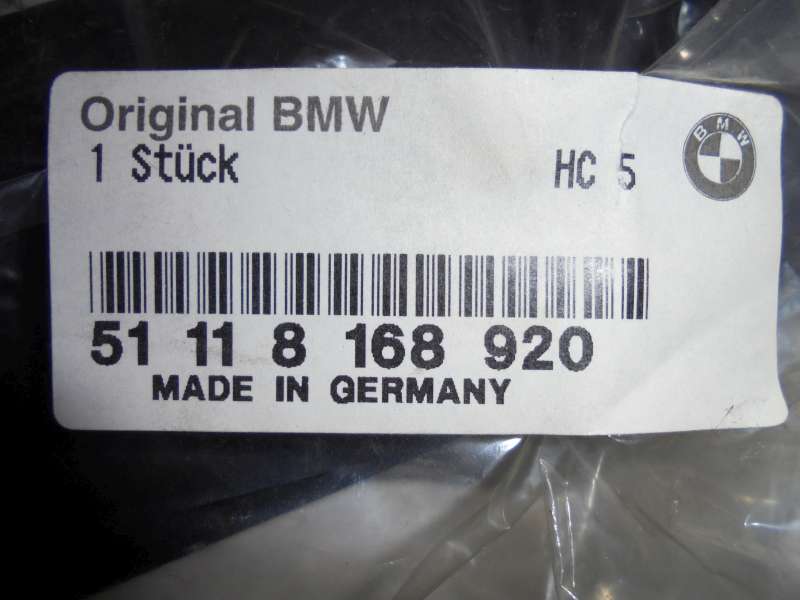 Original BMW
1 Stück HC 5
BMW
51 11 8 168 920
MADE IN GERMANY